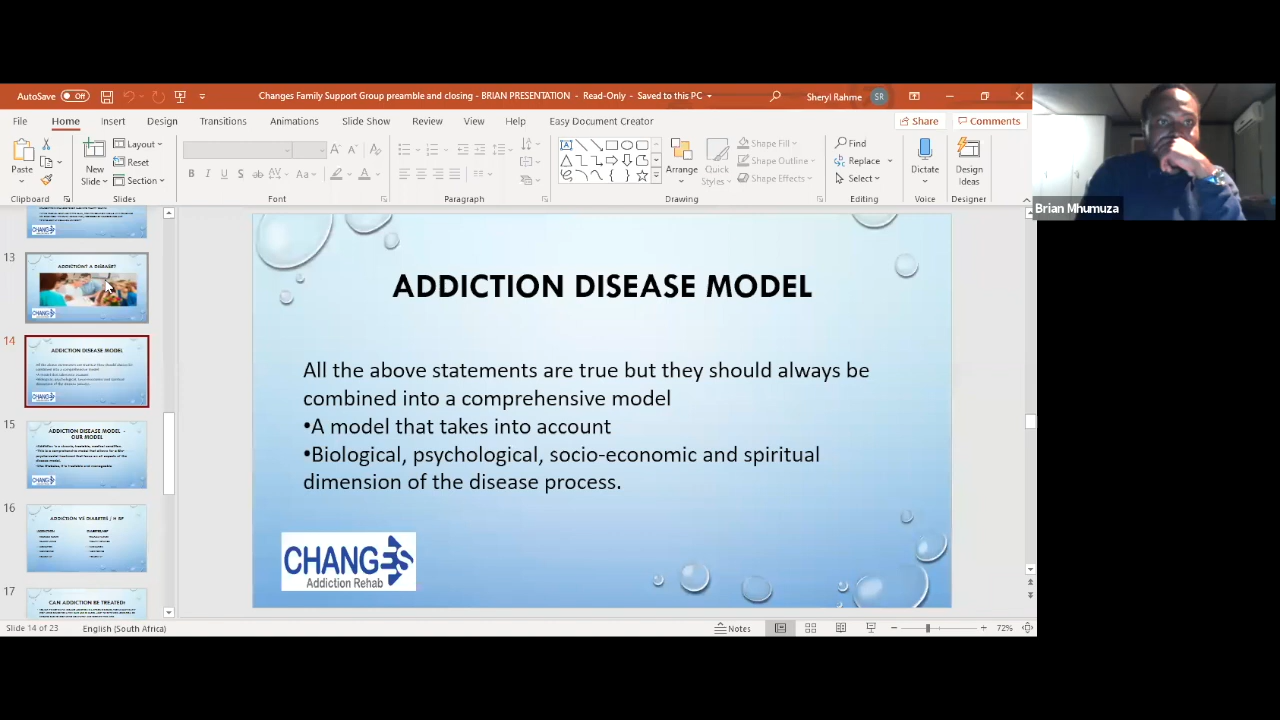 AutoSave Off
Changes Family Support Group preamble and closing - BRIAN PRESENTATION - Read-Only - Saved to this PC
Sheryl Rahme SR
File Home Insert Design Transitions Animations Slide Show Review View Help Easy Document Creator
Share Comments
Paste
New
Slide
Layout
Reset
Section
B I U S ab AV Aa A
Arrange
Quick
Styles
Shape Fill
Shape Outline
Shape Effects
Find
Replace
Select
Dictate
Design
Ideas
Clipboard Slides Font Paragraph Drawing Editing Voice Designer
Brian Mhumuza
13
ADDICTION? A DISEASE?
14
ADDICTION DISEASE MODEL
15
ADDICTION DISEASE MODEL –
OUR MODEL
16
ADDICTION VS DIABETES / H BP
17
CAN ADDICTION BE TREATED?
ADDICTION DISEASE MODEL
All the above statements are true but they should always be
combined into a comprehensive model
•A model that takes into account
•Biological, psychological, socio-economic and spiritual
dimension of the disease process.
CHANGES
Addiction Rehab
Slide 14 of 23 English (South Africa)
Notes
72%